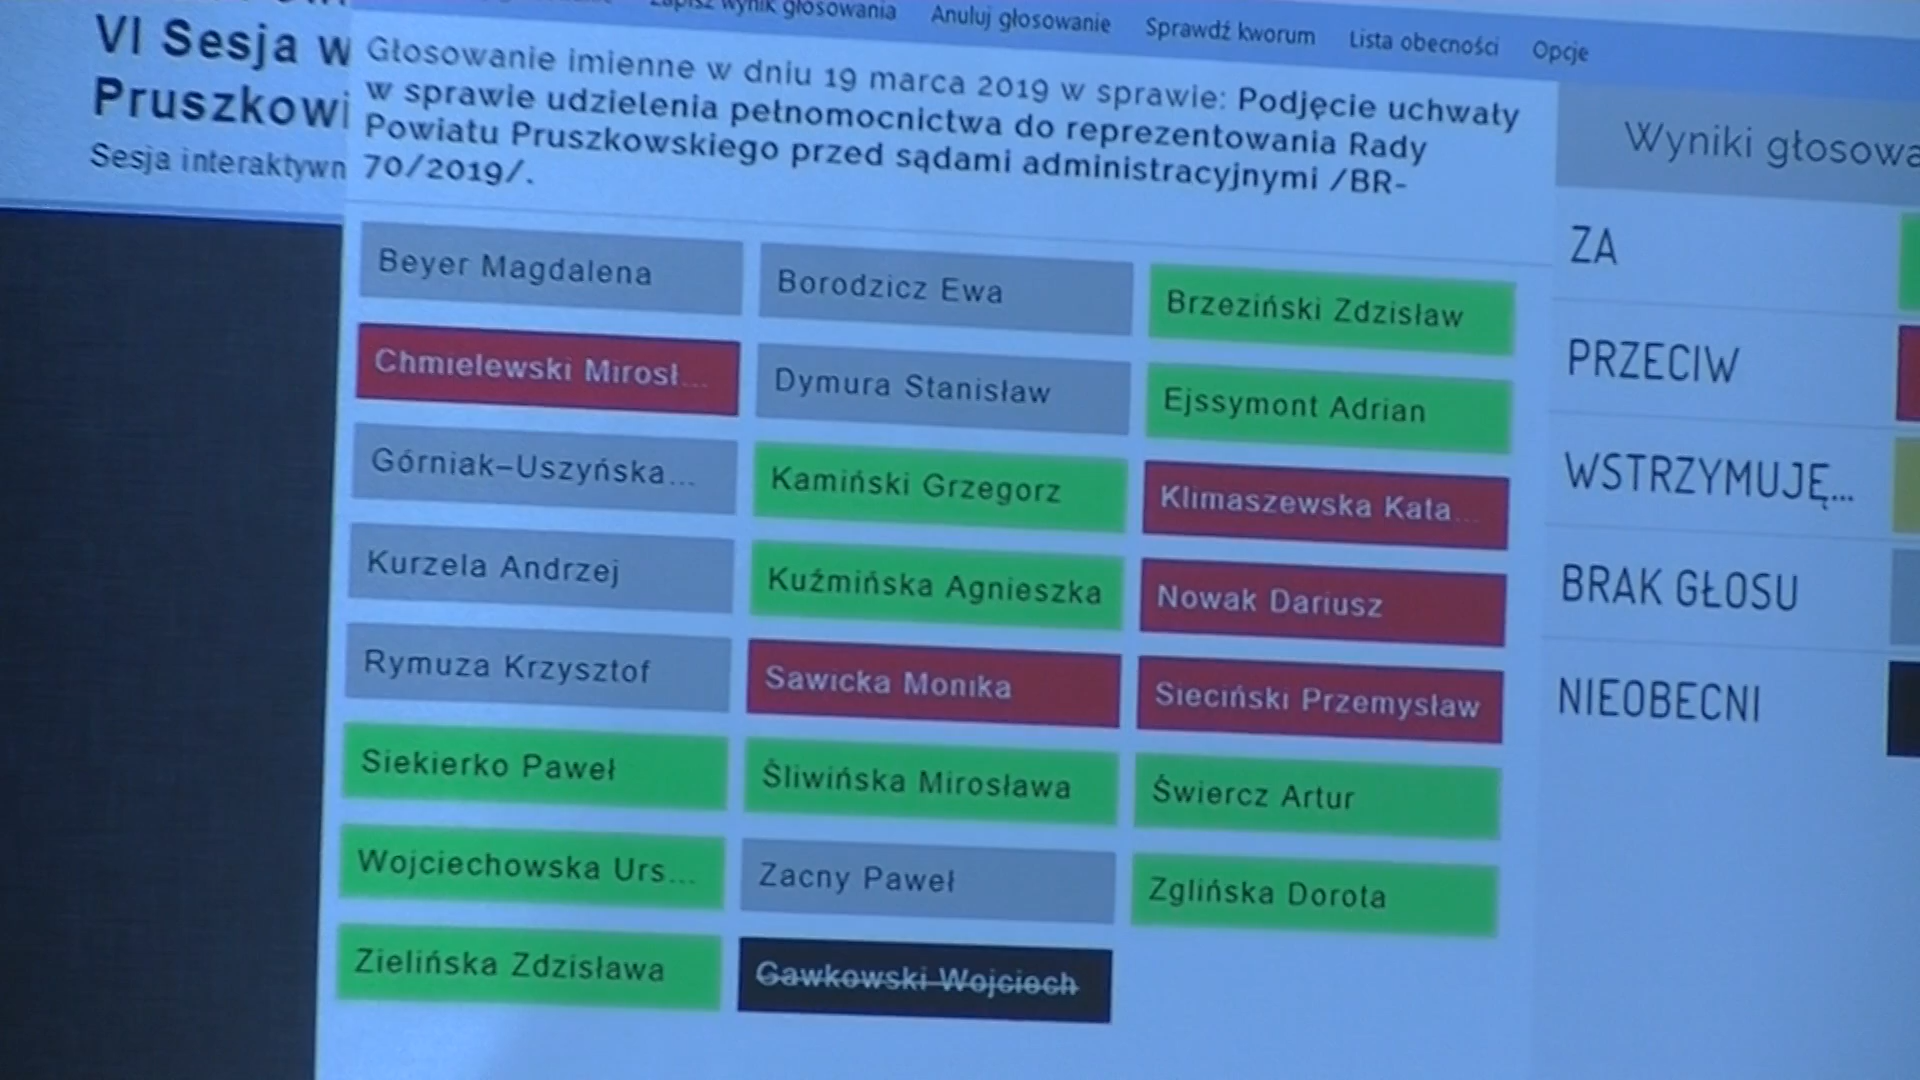 VI Sesja w
Pruszkowi
Sesja interaktywn
Zapisz wynik głosowania Anuluj głosowanie Sprawdź kworum Lista obecności Opcje
Głosowanie imienne w dniu 19 marca 2019 w sprawie: Podjęcie uchwały
w sprawie udzielenia pełnomocnictwa do reprezentowania Rady
Powiatu Pruszkowskiego przed sądami administracyjnymi /BR-
70/2019/.
Beyer Magdalena Borodzicz Ewa Brzeziński Zdzisław
Chmielewski Mirosł... Dymura Stanisław Ejssymont Adrian
Górniak-Uszyńska... Kamiński Grzegorz Klimaszewska Kata...
Kurzela Andrzej Kuźmińska Agnieszka Nowak Dariusz
Rymuza Krzysztof Sawicka Monika Sieciński Przemysław
Siekierko Paweł Śliwińska Mirosława Świercz Artur
Wojciechowska Urs... Zacny Paweł Zglińska Dorota
Zielińska Zdzisława Gawkowski Wojciech
Wyniki głosowa
ZA
PRZECIW
WSTRZYMUJĘ...
BRAK GŁOSU
NIEOBECNI